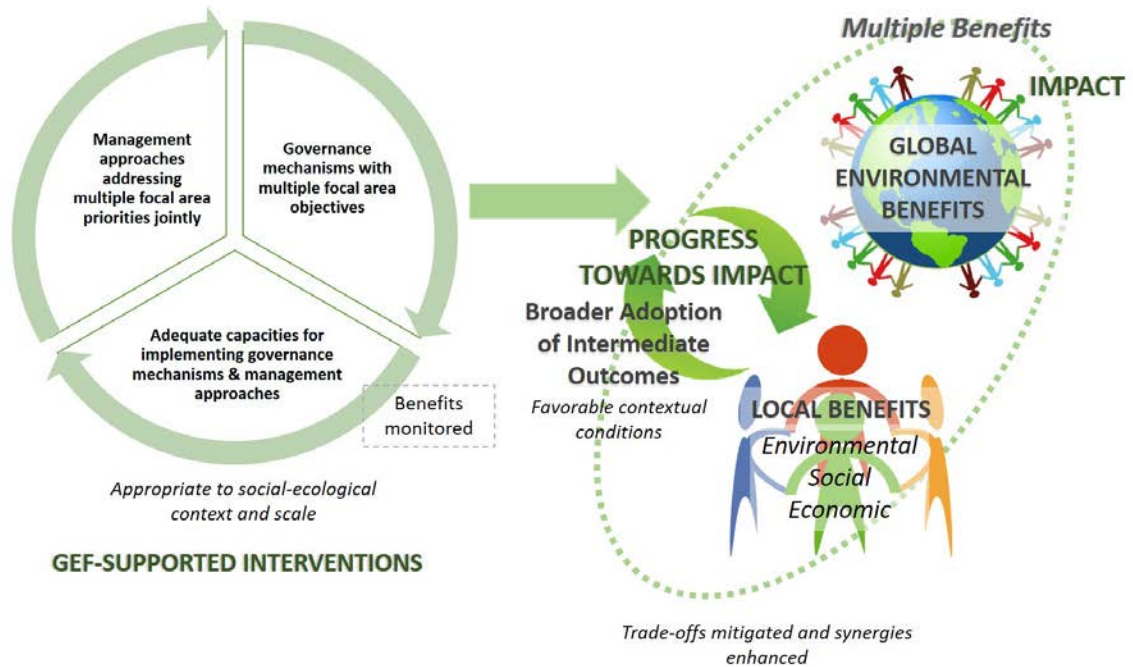 Management
approaches
addressing
multiple focal area
priorities jointly
Governance
mechanisms with
multiple focal area
objectives
Adequate capacities for
implementing governance
mechanisms & management
approaches
Benefits
monitored
Appropriate to social-ecological
context and scale
GEF-SUPPORTED INTERVENTIONS
Multiple Benefits
IMPACT
GLOBAL
ENVIRONMENTAL
BENEFITS
PROGRESS
TOWARDS IMPACT
Broader Adoption
of Intermediate
Outcomes
Favorable contextual
conditions
LOCAL BENEFITS
Environmental
Social
Economic
Trade-offs mitigated and synergies
enhanced